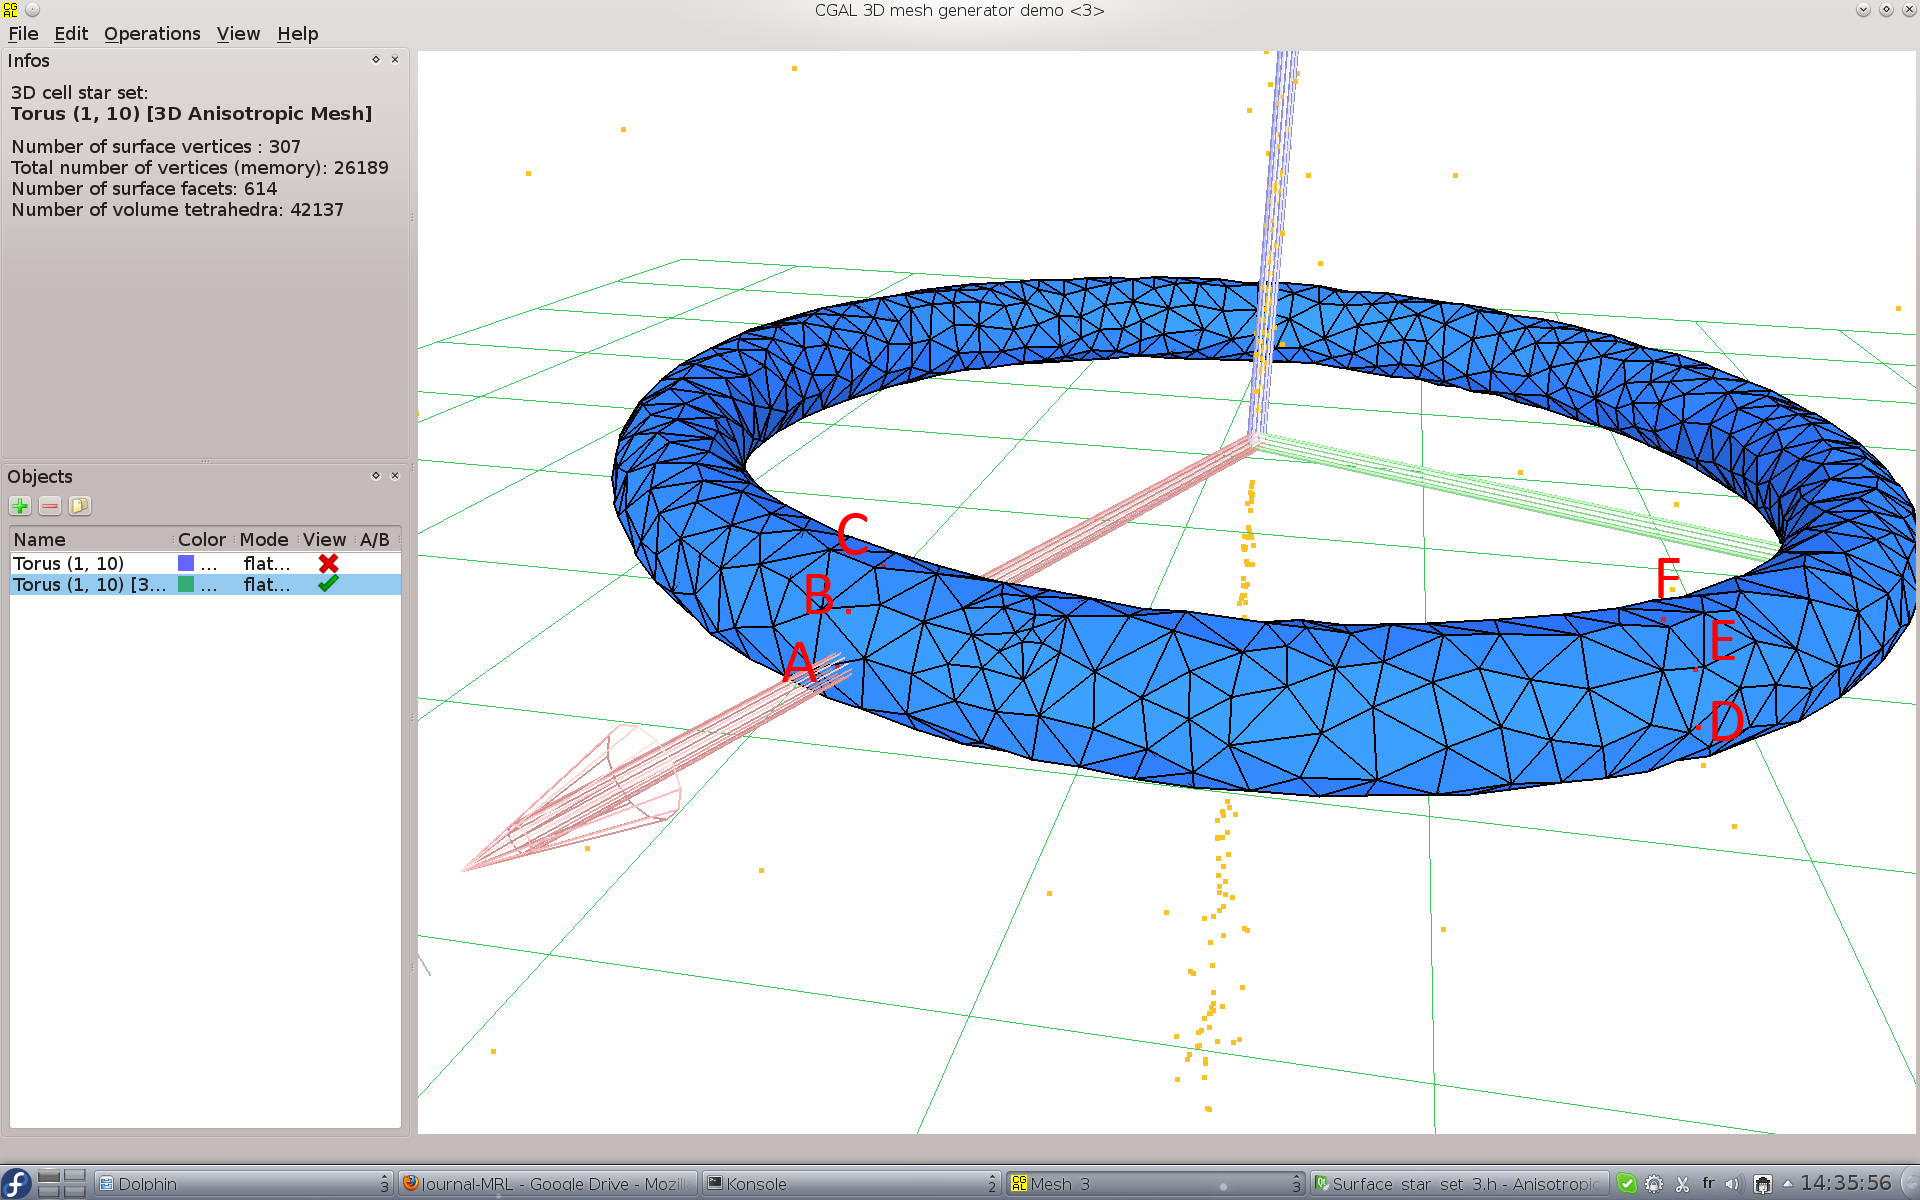 CGAL 3D mesh generator demo <3>
File Edit Operations View Help
Infos
3D cell star set:
Torus (1, 10) [3D Anisotropic Mesh]
Number of surface vertices : 307
Total number of vertices (memory): 26189
Number of surface facets: 614
Number of volume tetrahedra: 42137
Objects
Name Color Mode View A/B
Torus (1, 10) ... flat...
Torus (1, 10) [3... ... flat...
C
B
A
F
E
D
Dolphin 3
Journal-MRL - Google Drive - Mozil
Konsole 2
CG AL Mesh_3 3
Surface_star_set_3.h - Anisotropic
fr
14:35:56